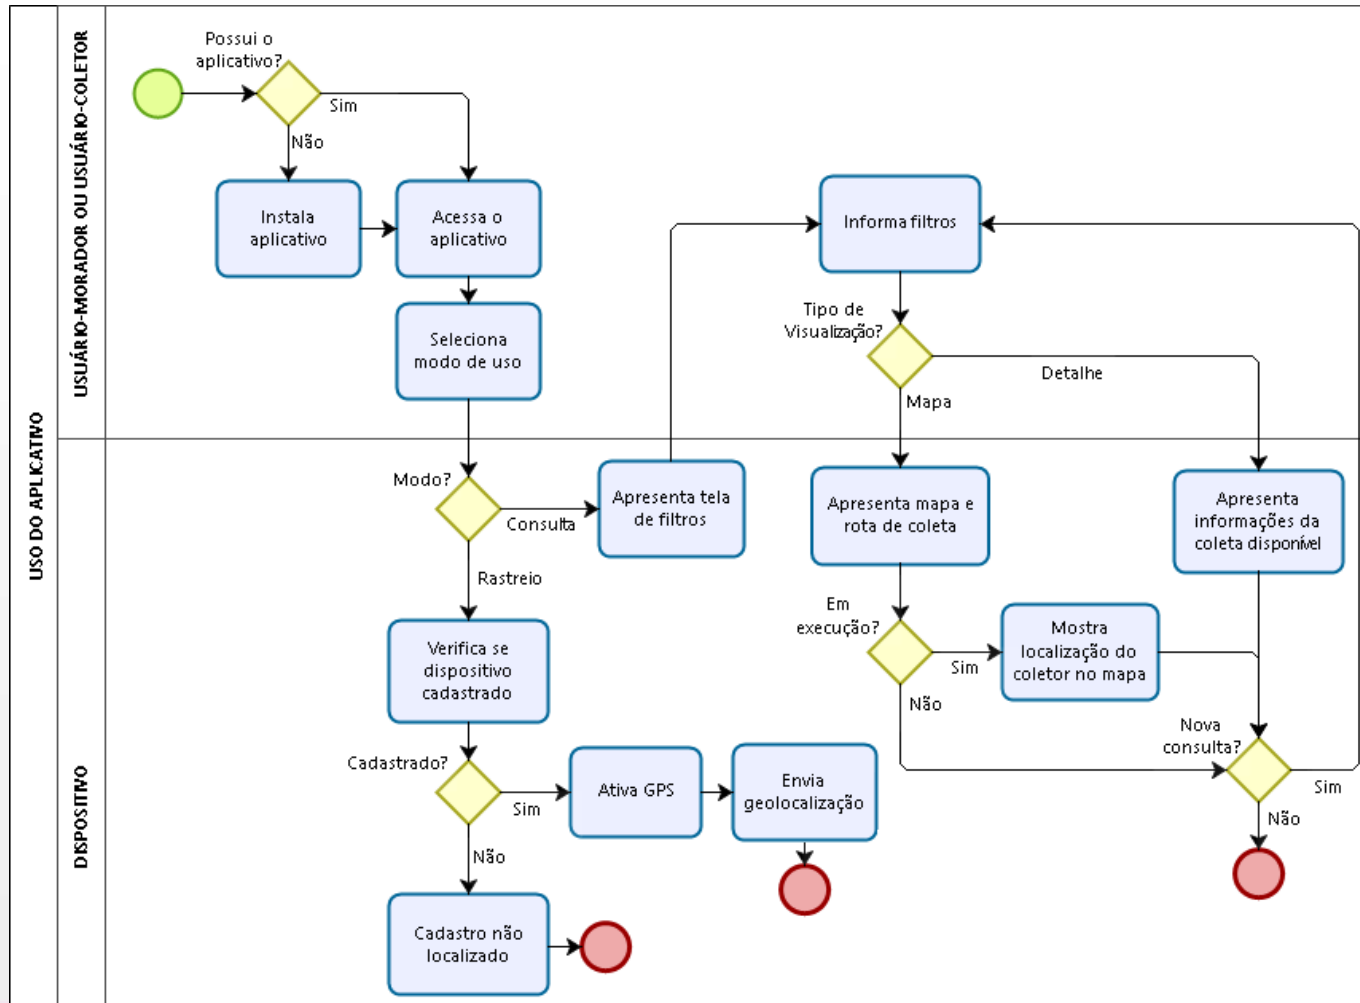 USO DO APLICATIVO
USUÁRIO-MORADOR OU USUÁRIO-COLETOR
Possui o
aplicativo?
Sim
Não
Instala
aplicativo
Acessa o
aplicativo
Seleciona
modo de uso
Informa filtros
Tipo de
Visualização?
Detalhe
Mapa
DISPOSITIVO
Modo?
Consulta
Rastreio
Apresenta tela
de filtros
Apresenta mapa e
rota de coleta
Apresenta
informações da
coleta disponível
Em
execução?
Sim
Não
Mostra
localização do
coletor no mapa
Nova
consulta?
Sim
Não
Verifica se
dispositivo
cadastrado
Cadastrado?
Sim
Não
Ativa GPS
Envia
geolocalização
Cadastro não
localizado